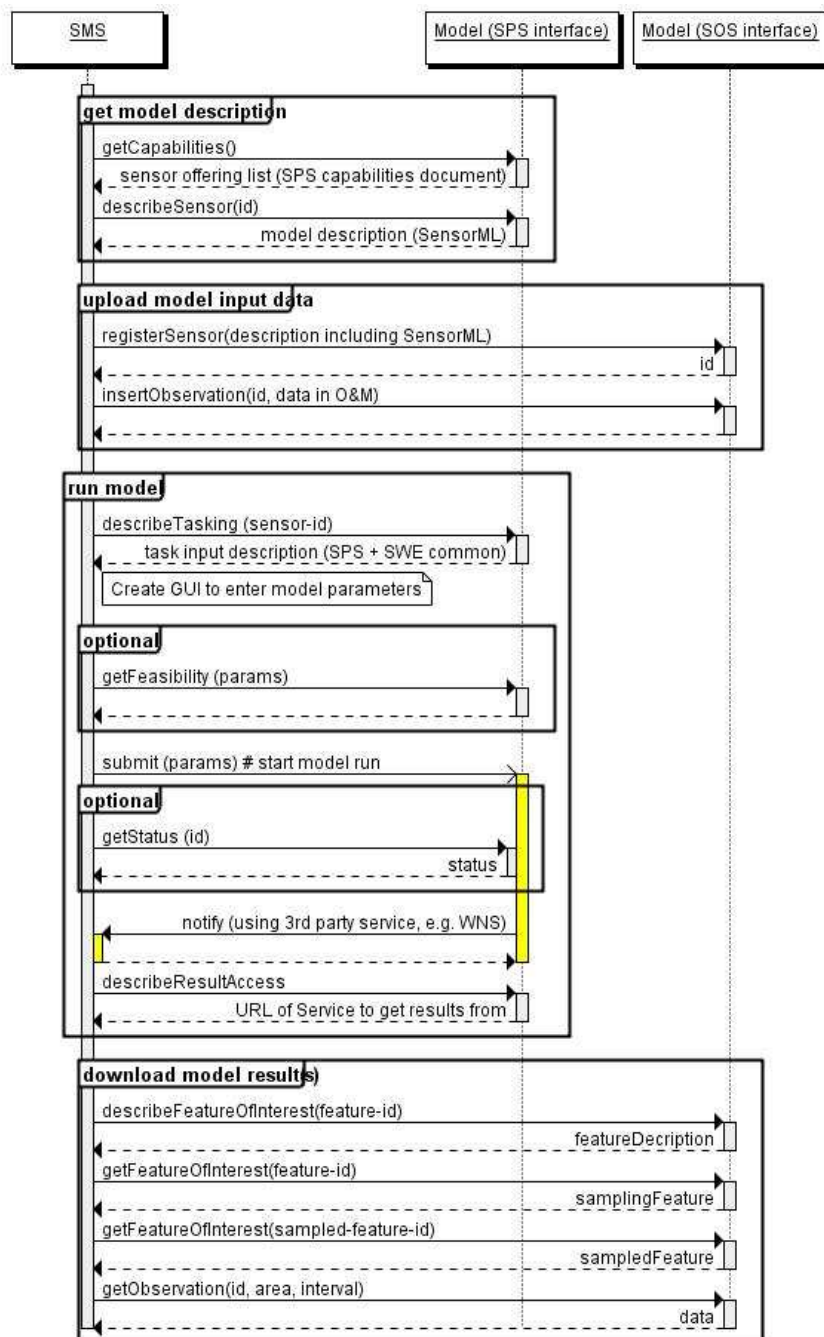 SMS
Model (SPS interface)
Model (SOS interface)
get model description
getCapabilities()
sensor offering list (SPS capabilities document)
describeSensor(id)
model description (SensorML)
upload model input data
registerSensor(description including SensorML)
id
insertObservation(id, data in O&M)
run model
describeTasking (sensor-id)
task input description (SPS + SWE common)
Create GUI to enter model parameters
optional
getFeasibility (params)
submit (params) # start model run
optional
getStatus (id)
status
notify (using 3rd party service, e.g. WNS)
describeResultAccess
URL of Service to get results from
download model result(s)
describeFeatureOfInterest(feature-id)
featureDecription
getFeatureOfInterest(feature-id)
samplingFeature
getFeatureOfInterest(sampled-feature-id)
sampledFeature
getObservation(id, area, interval)
data